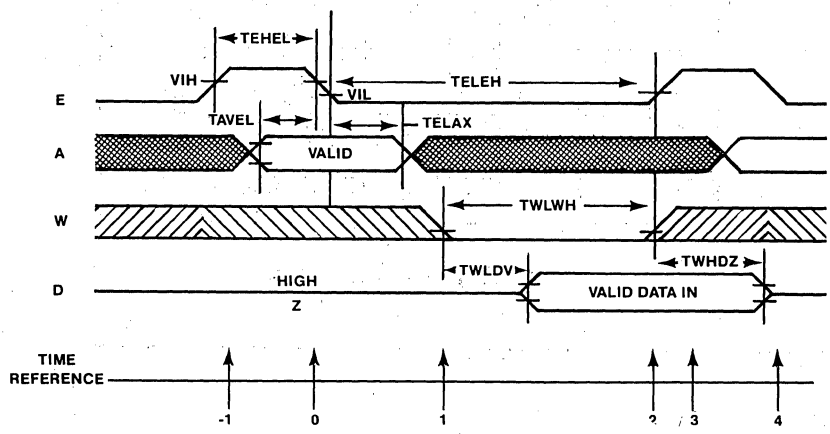 TEHEL
VIH
TELEH
VIL
E
TAVEL
TELAX
A
VALID
W
TWLWH
TWLDV
TWHDZ
D
HIGH
Z
VALID DATA IN
TIME
REFERENCE
-1 0 1 2 3 4